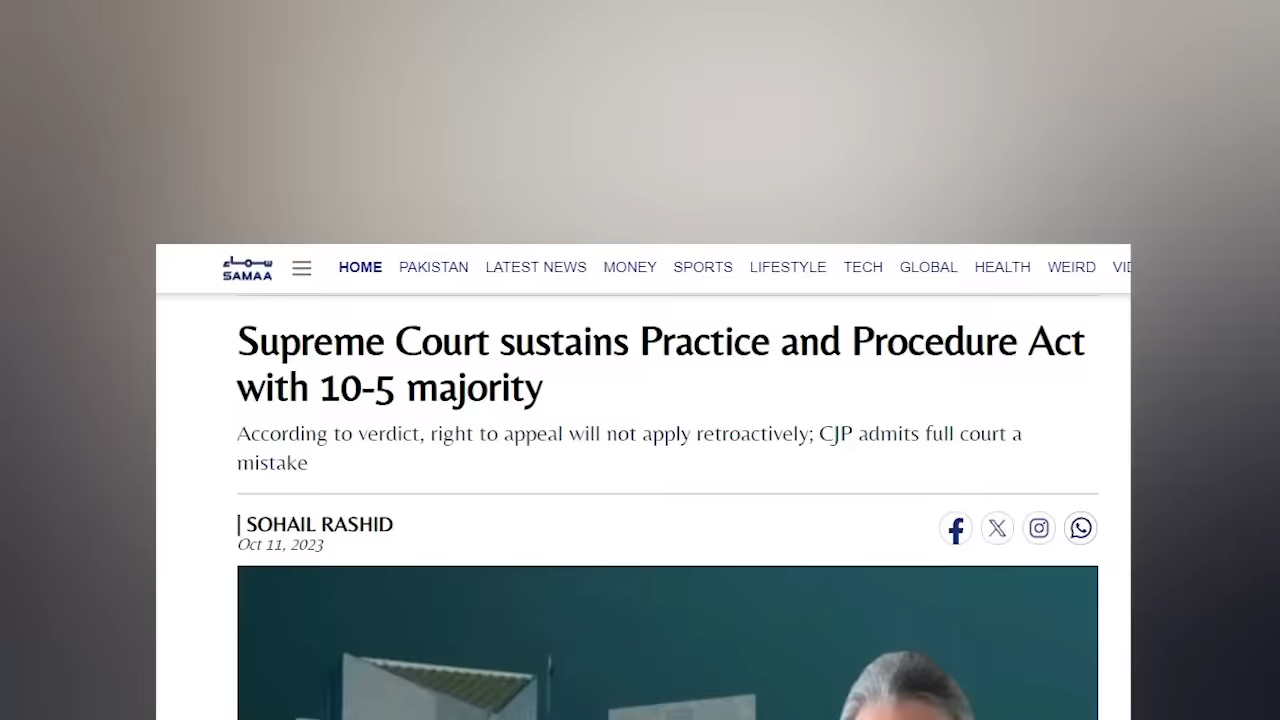 سماء
SAMAA
HOME PAKISTAN LATEST NEWS MONEY SPORTS LIFESTYLE TECH GLOBAL HEALTH WEIRD
Supreme Court sustains Practice and Procedure Act
with 10-5 majority
According to verdict, right to appeal will not apply retroactively; CJP admits full court a
mistake
| SOHAIL RASHID
Oct 11, 2023